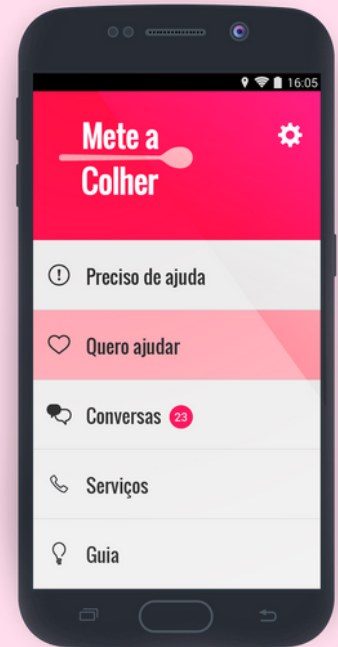 16:05
Mete a
Colher
Preciso de ajuda
Quero ajudar
Conversas 23
Serviços
Guia